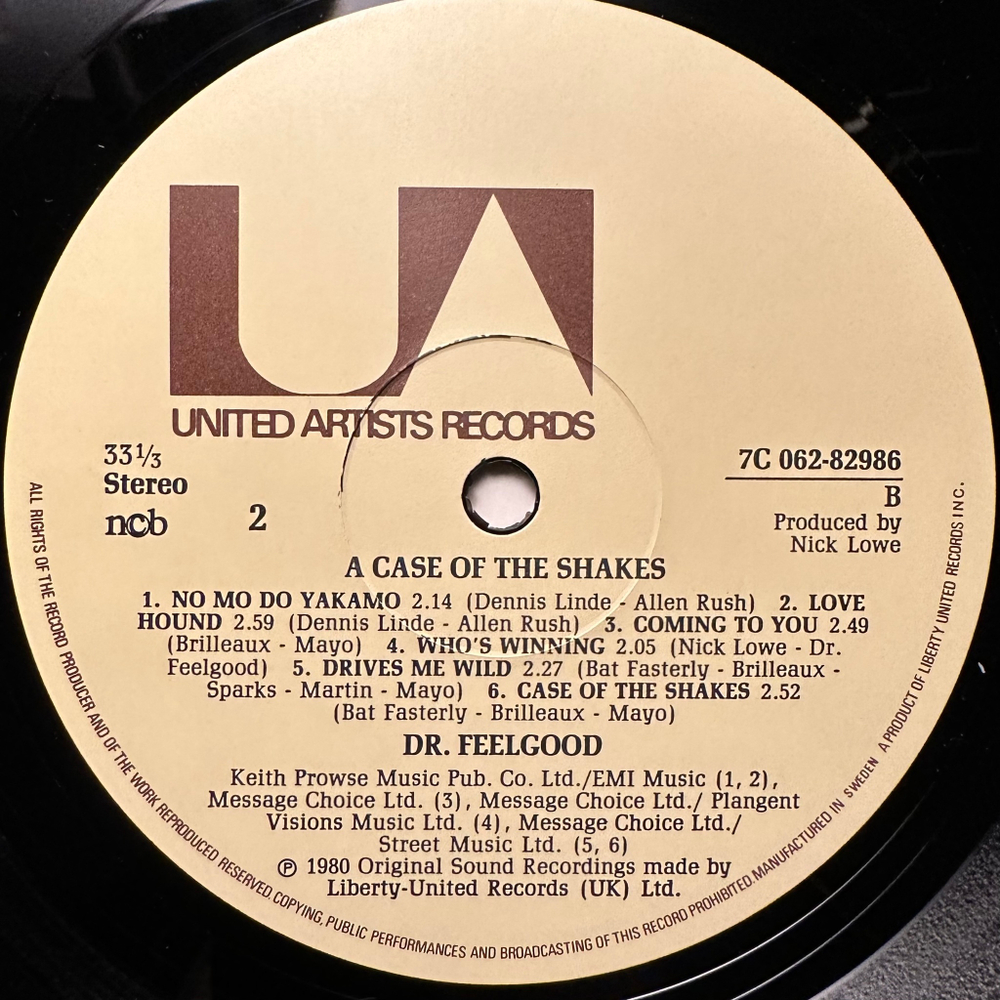 UA
UNITED ARTISTS RECORDS
33 1/3
Stereo
ncb 2
7C 062-82986
B
Produced by
Nick Lowe
A CASE OF THE SHAKES
1. NO MO DO YAKAMO 2.14 (Dennis Linde - Allen Rush) 2. LOVE
HOUND 2.59 (Dennis Linde - Allen Rush) 3. COMING TO YOU 2.49
(Brilleaux - Mayo) 4. WHO'S WINNING 2.05 (Nick Lowe - Dr.
Feelgood) 5. DRIVES ME WILD 2.27 (Bat Fasterly - Brilleaux -
Sparks - Martin - Mayo) 6. CASE OF THE SHAKES 2.52
(Bat Fasterly - Brilleaux - Mayo)
DR. FEELGOOD
Keith Prowse Music Pub. Co. Ltd./EMI Music (1, 2),
Message Choice Ltd. (3), Message Choice Ltd./ Plangent
Visions Music Ltd. (4), Message Choice Ltd./
Street Music Ltd. (5, 6)
℗ 1980 Original Sound Recordings made by
Liberty-United Records (UK) Ltd.
ALL RIGHTS OF THE RECORD PRODUCER AND OF THE WORK REPRODUCED RESERVED. COPYING, PUBLIC PERFORMANCES AND BROADCASTING OF THIS RECORD PROHIBITED. MANUFACTURED IN SWEDEN A PRODUCT OF LIBERTY UNITED RECORDS INC.